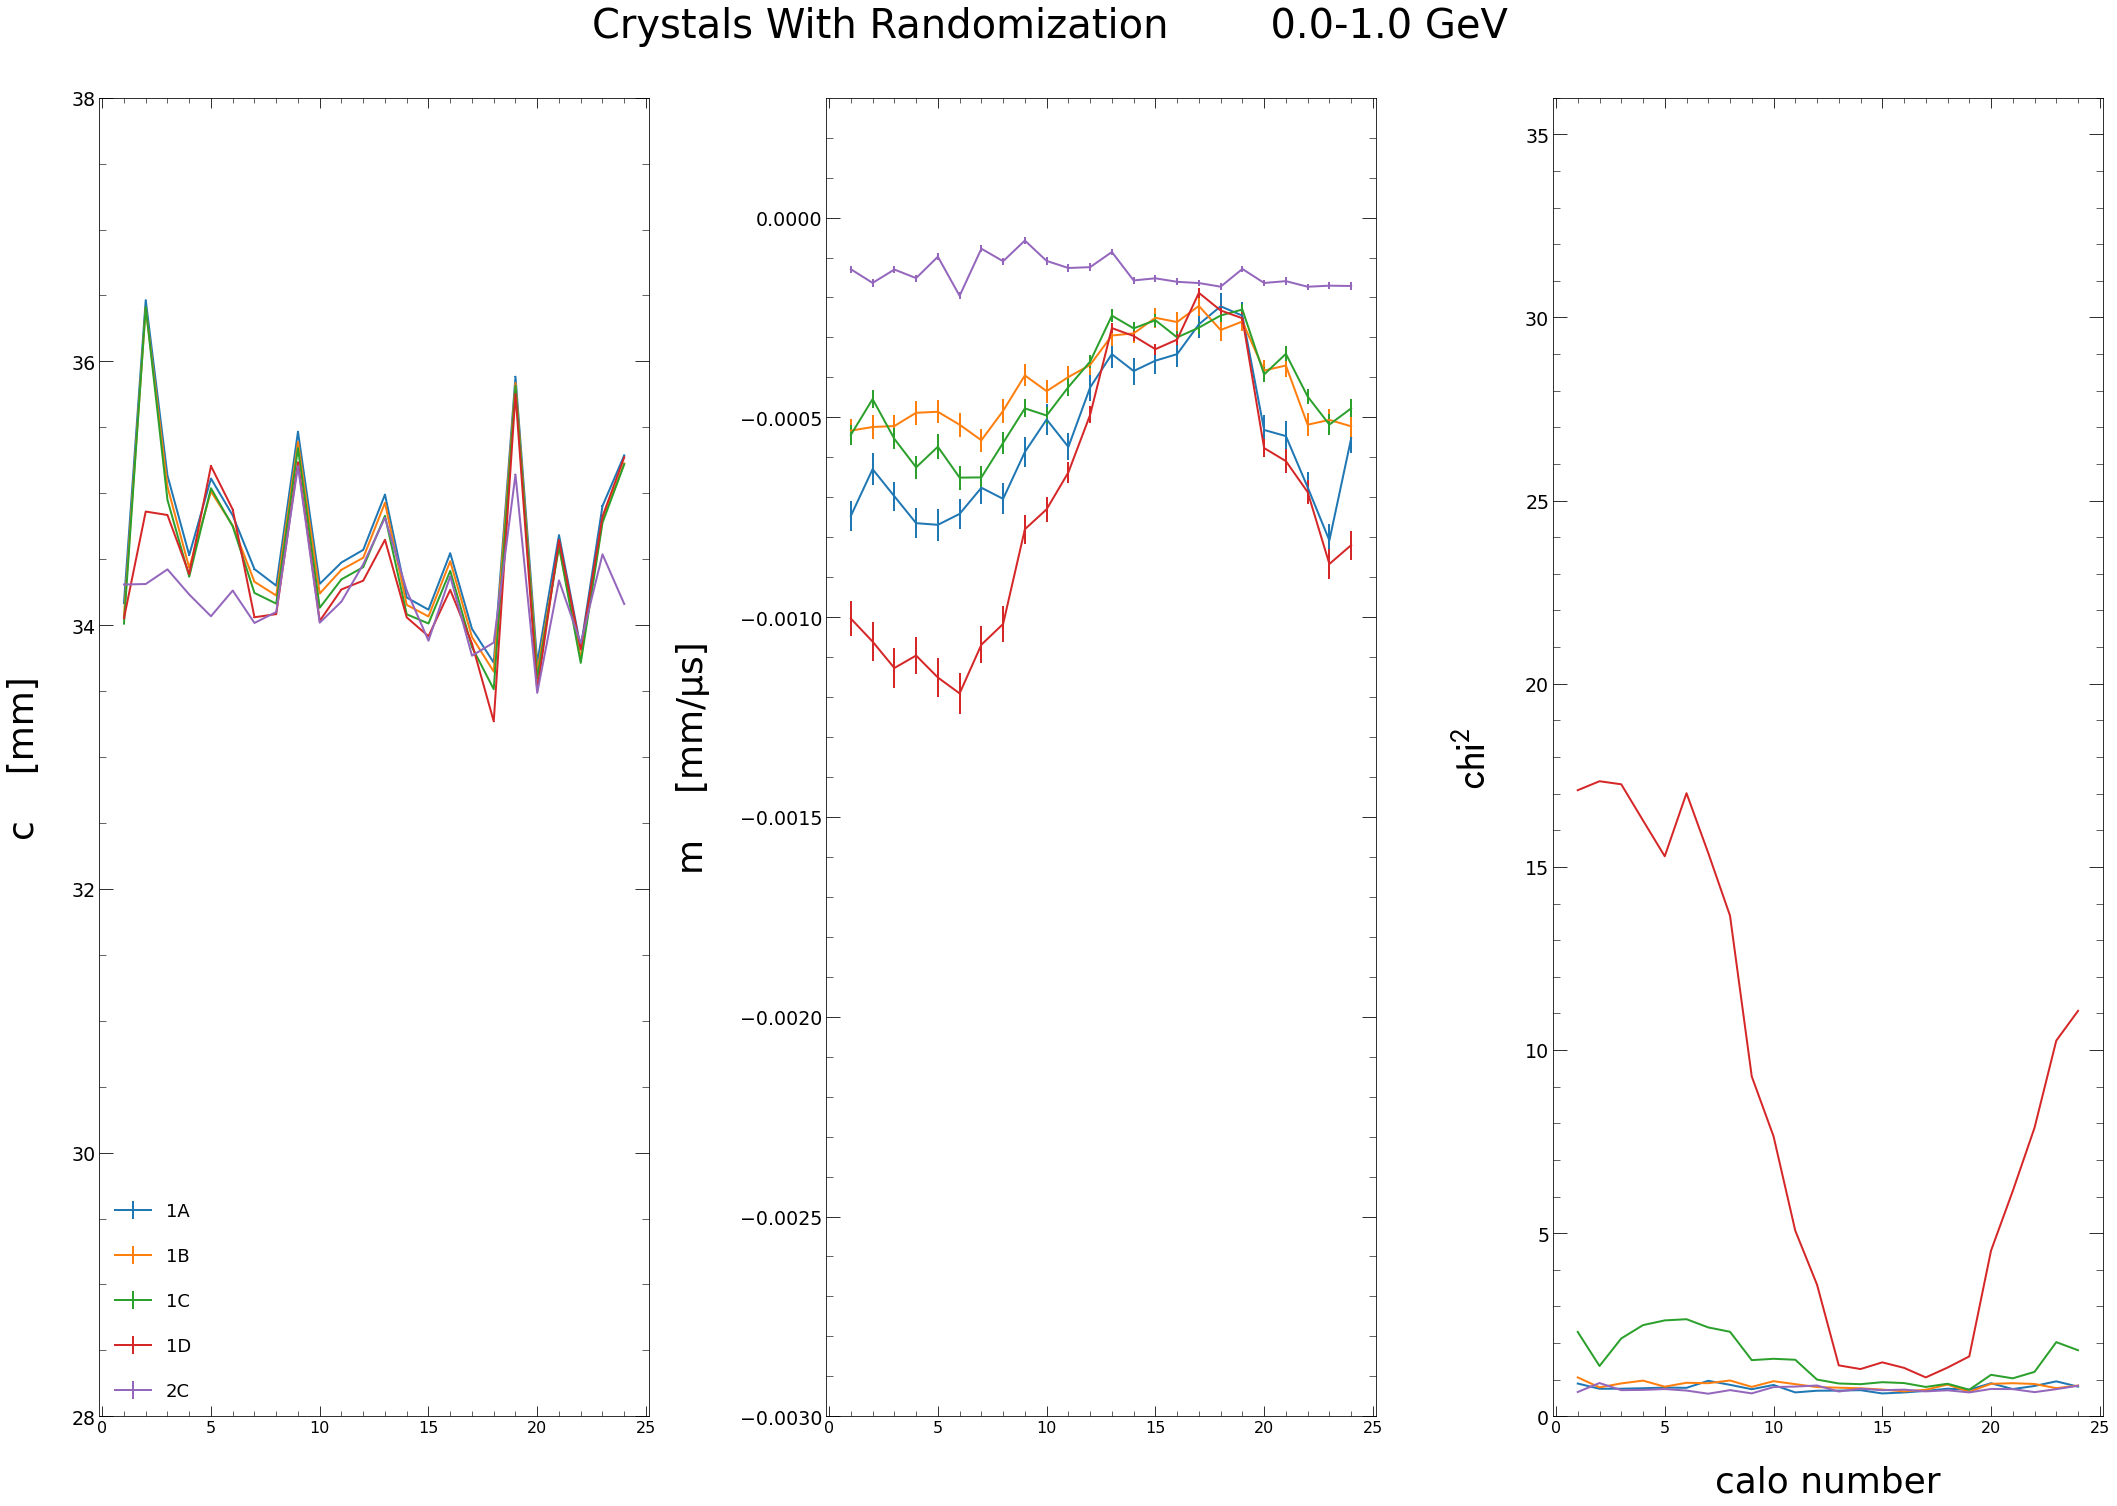 Crystals With Randomization 0.0-1.0 GeV
c [mm]
38
36
34
32
30
28
1A
1B
1C
1D
2C
0 5 10 15 20 25
m [mm/µs]
0.0000
−0.0005
−0.0010
−0.0015
−0.0020
−0.0025
−0.0030
0 5 10 15 20 25
chi²
35
30
25
20
15
10
5
0
0 5 10 15 20 25
calo number